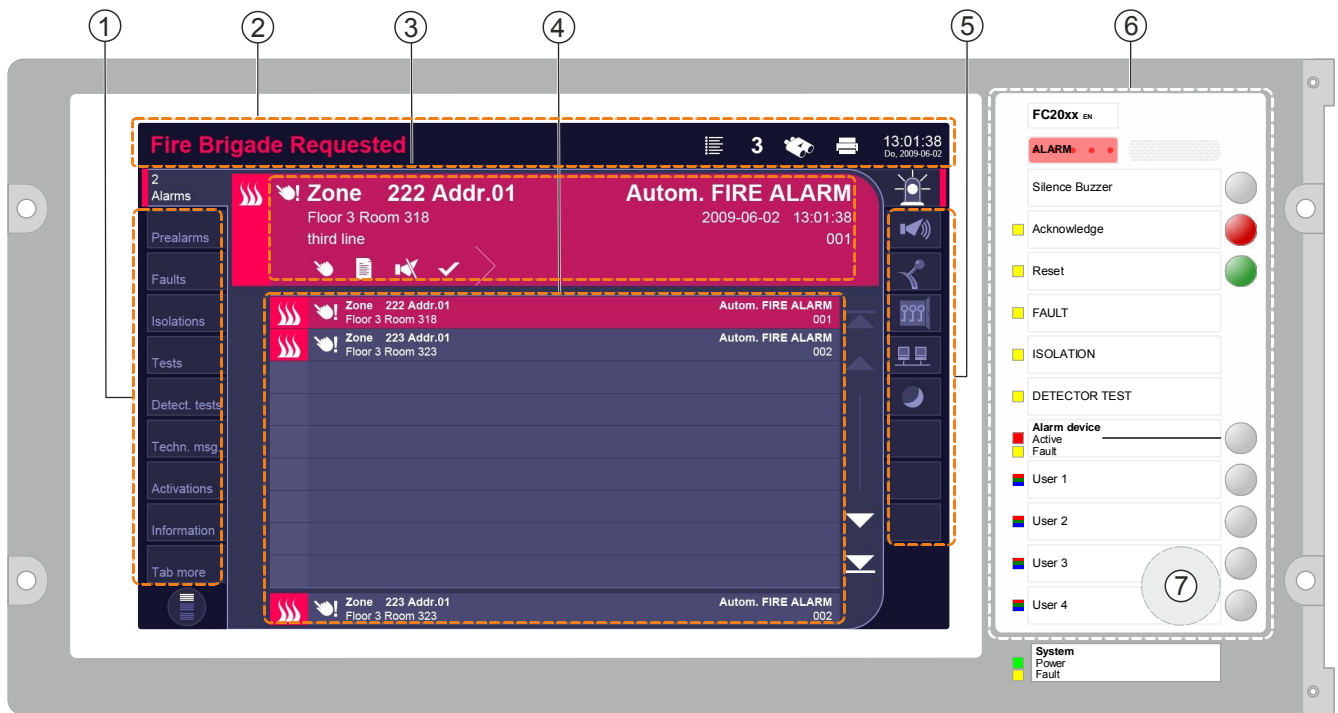 1 2 3 4 5 6
Fire Brigade Requested 3 13:01:38
Do, 2009-06-02
2
Alarms
Prealarms
Faults
Isolations
Tests
Detect. tests
Techn. msg.
Activations
Information
Tab more
! Zone 222 Addr.01 Autom. FIRE ALARM
Floor 3 Room 318 2009-06-02 13:01:38
third line 001
! Zone 222 Addr.01 Autom. FIRE ALARM
Floor 3 Room 318 001
! Zone 223 Addr.01 Autom. FIRE ALARM
Floor 3 Room 323 002
! Zone 223 Addr.01 Autom. FIRE ALARM
Floor 3 Room 323 002
FC20xx EN
ALARM
Silence Buzzer
Acknowledge
Reset
FAULT
ISOLATION
DETECTOR TEST
Alarm device
Active
Fault
User 1
User 2
User 3
User 4
7
System
Power
Fault